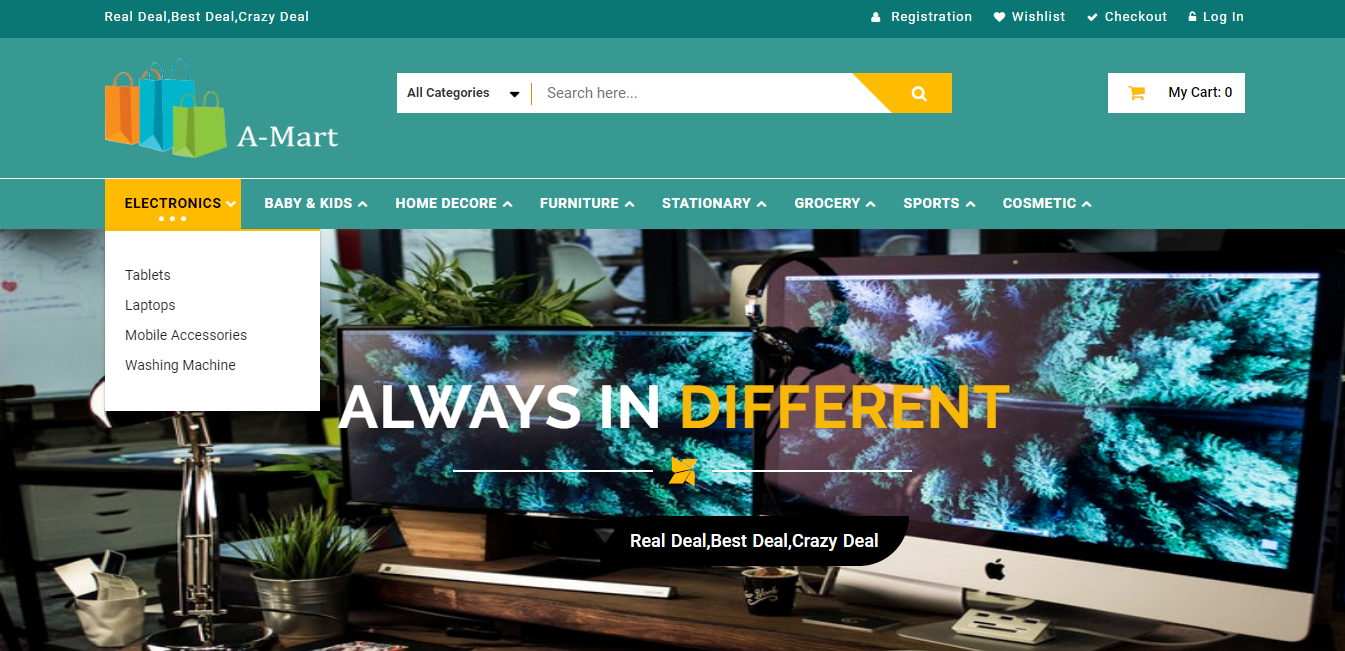 Real Deal,Best Deal,Crazy Deal
Registration
Wishlist
Checkout
Log In
A-Mart
All Categories
Search here...
My Cart: 0
ELECTRONICS
BABY & KIDS
HOME DECORE
FURNITURE
STATIONARY
GROCERY
SPORTS
COSMETIC
Tablets
Laptops
Mobile Accessories
Washing Machine
ALWAYS IN DIFFERENT
Real Deal,Best Deal,Crazy Deal